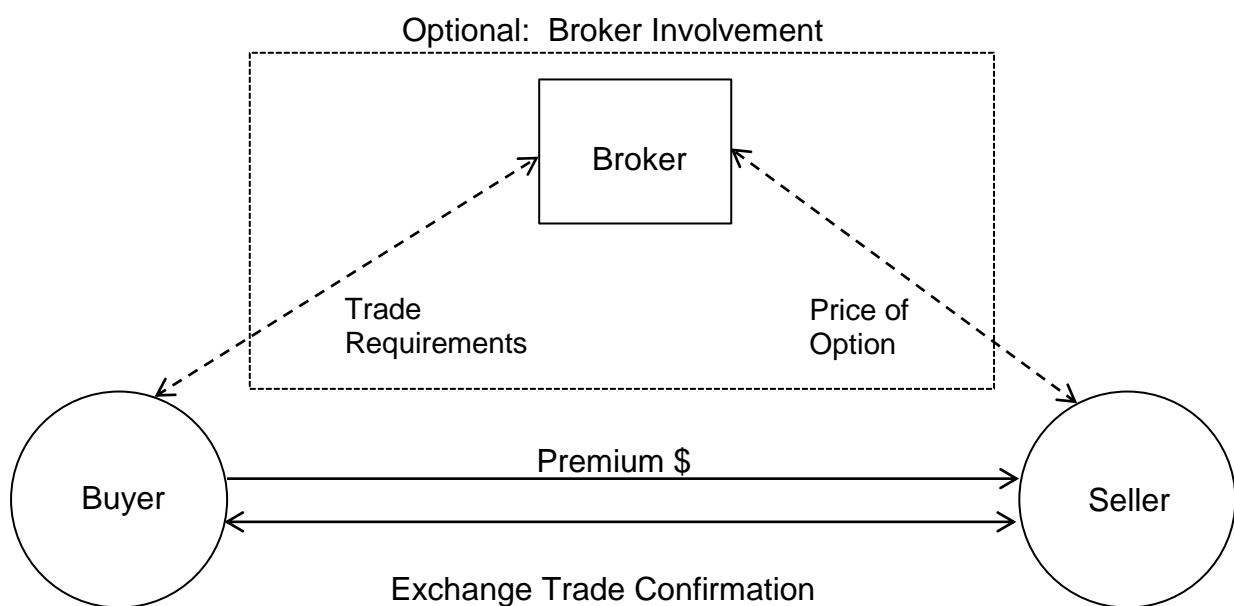 Optional:  Broker Involvement
Broker
Trade
Requirements
Price of
Option
Premium $
Buyer
Seller
Exchange Trade Confirmation